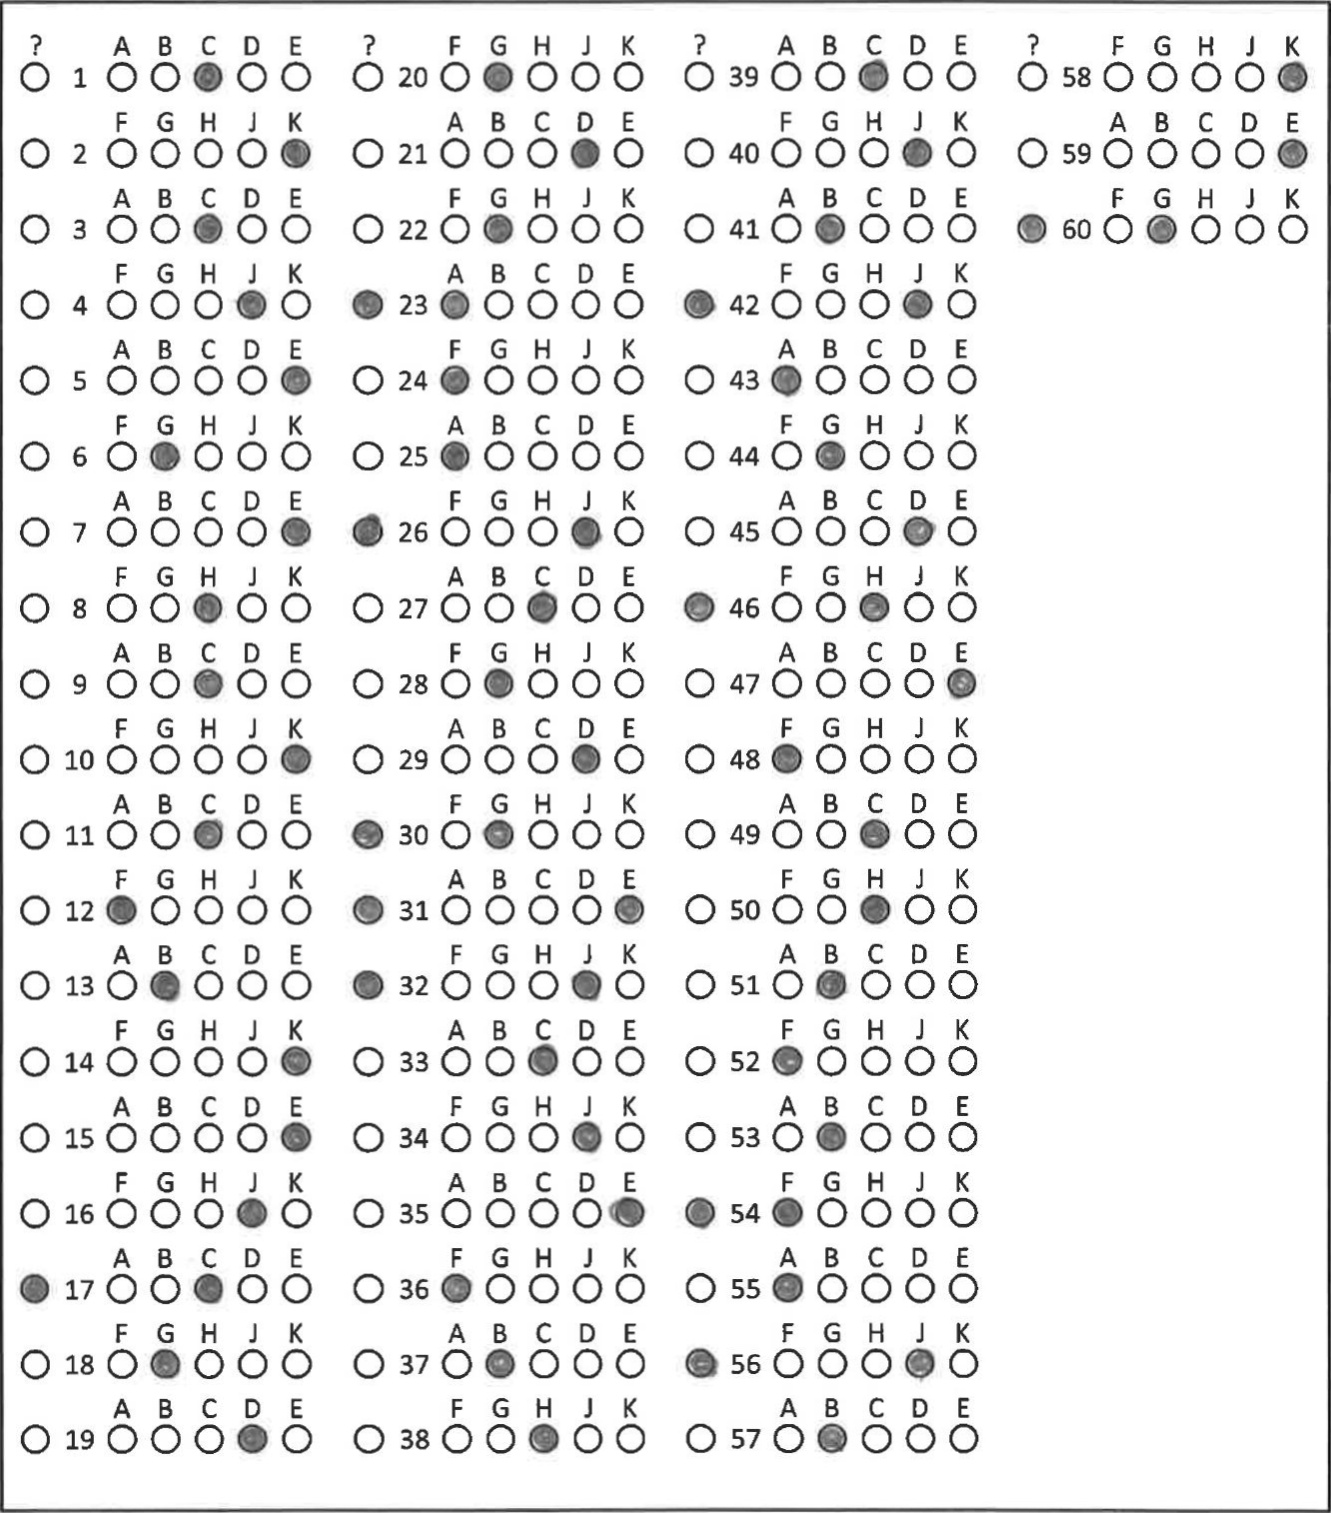 ? A B C D E ? F G H J K ? A B C D E ? F G H J K
1 20 39 58
F G H J K A B C D E F G H J K A B C D E
2 21 40 59
A B C D E F G H J K A B C D E F G H J K
3 22 41 60
F G H J K A B C D E F G H J K
4 23 42
A B C D E F G H J K A B C D E
5 24 43
F G H J K A B C D E F G H J K
6 25 44
A B C D E F G H J K A B C D E
7 26 45
F G H J K A B C D E F G H J K
8 27 46
A B C D E F G H J K A B C D E
9 28 47
F G H J K A B C D E F G H J K
10 29 48
A B C D E F G H J K A B C D E
11 30 49
F G H J K A B C D E F G H J K
12 31 50
A B C D E F G H J K A B C D E
13 32 51
F G H J K A B C D E F G H J K
14 33 52
A B C D E F G H J K A B C D E
15 34 53
F G H J K A B C D E F G H J K
16 35 54
A B C D E F G H J K A B C D E
17 36 55
F G H J K A B C D E F G H J K
18 37 56
A B C D E F G H J K A B C D E
19 38 57